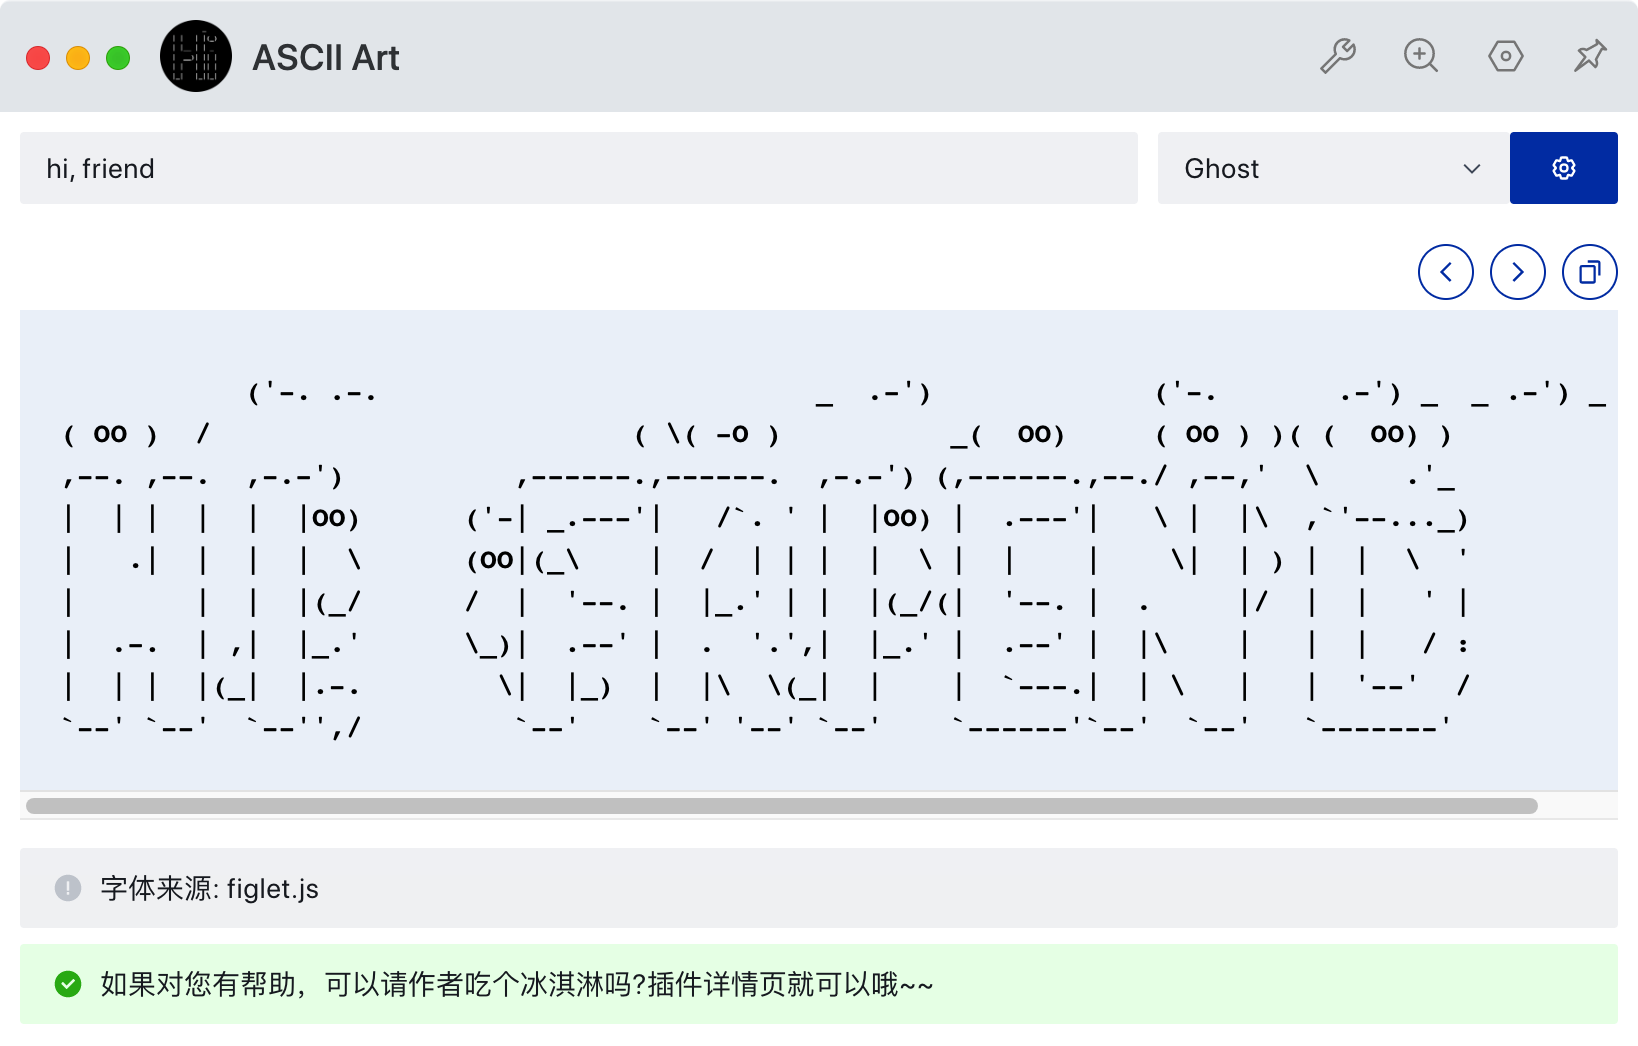 ASCII Art
hi, friend
Ghost
           ('-. .-.                          _  .-')             ('-.       .-') _  _ .-') _
( OO )  /                         ( \( -O )          _(  OO)     ( OO ) )( (  OO) )
,--. ,--.  ,-.-')          ,------.,------.  ,-.-') (,------.,--./ ,--,'  \     .'_
|  | |  |  |  |OO)      ('-| _.---'|   /`. ' |  |OO) |  .---'|   \ |  |\  ,`'--..._)
|   .|  |  |  |  \      (OO|(_\    |  /  | | |  |  \ |  |    |    \|  | ) |  |  \  '
|       |  |  |(_/      /  |  '--. |  |_.' | |  |(_/(|  '--. |  .     |/  |  |   ' |
|  .-.  | ,|  |_.'      \_)|  .--' |  .  '.',|  |_.' |  .--' |  |\    |   |  |   / :
|  | |  |(_|  |.-.        \|  |_)  |  |\  \(_|  |    |  `---.|  | \   |   |  '--'  /
`--' `--'  `--'',/         `--'    `--' '--' `--'    `------'`--'  `--'   `-------'
字体来源: figlet.js
如果对您有帮助，可以请作者吃个冰淇淋吗?插件详情页就可以哦~~